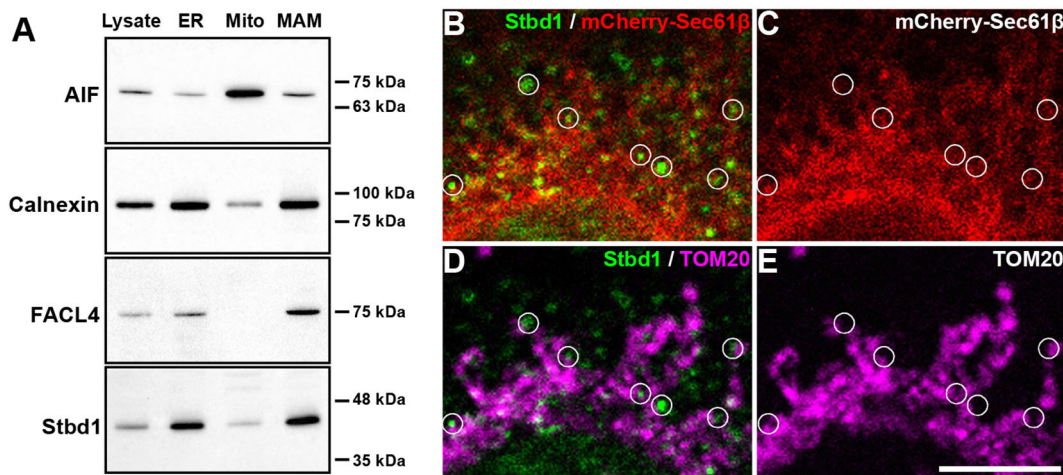 A
Lysate ER Mito MAM
AIF
75 kDa
63 kDa
Calnexin
100 kDa
75 kDa
FACL4
75 kDa
Stbd1
48 kDa
35 kDa
B
Stbd1 / mCherry-Sec61β
C
mCherry-Sec61β
D
Stbd1 / TOM20
E
TOM20